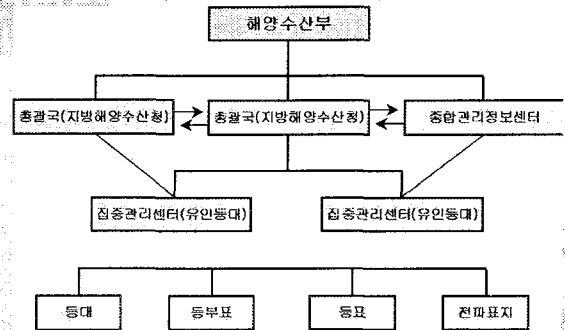 해양수산부
총괄국(지방해양수산청)
총괄국(지방해양수산청)
종합관리정보센터
집중관리센터(유인등대)
집중관리센터(유인등대)
등대
등부표
등표
전파표지